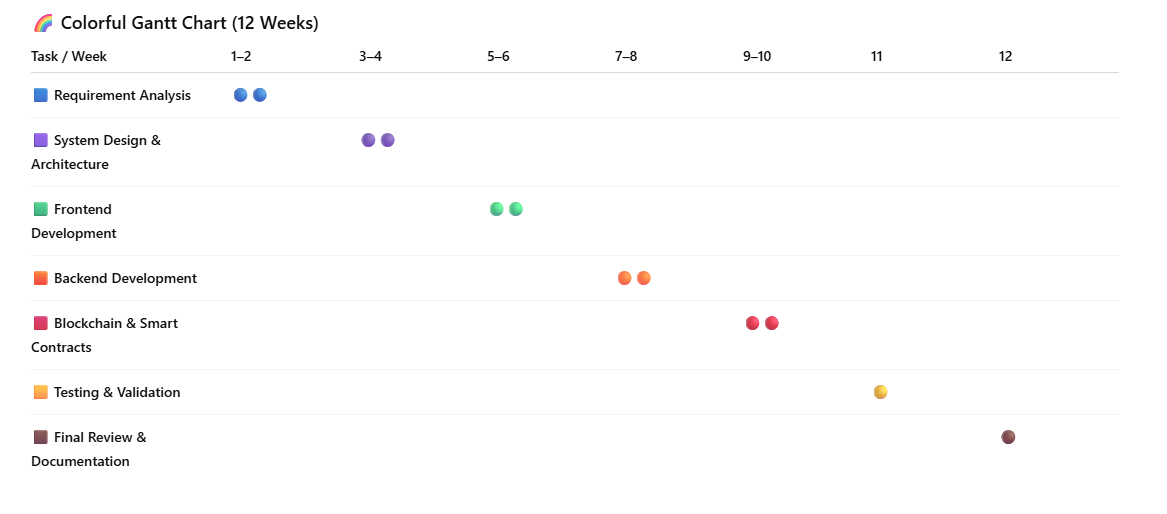 🌈 Colorful Gantt Chart (12 Weeks)
Task / Week 1–2 3–4 5–6 7–8 9–10 11 12
🟦 Requirement Analysis 🔵🔵
🟪 System Design &
Architecture 🟣🟣
🟩 Frontend
Development 🟢🟢
🟧 Backend Development 🟠🟠
🟥 Blockchain & Smart
Contracts 🔴🔴
🟨 Testing & Validation 🟡
🟫 Final Review &
Documentation 🟤